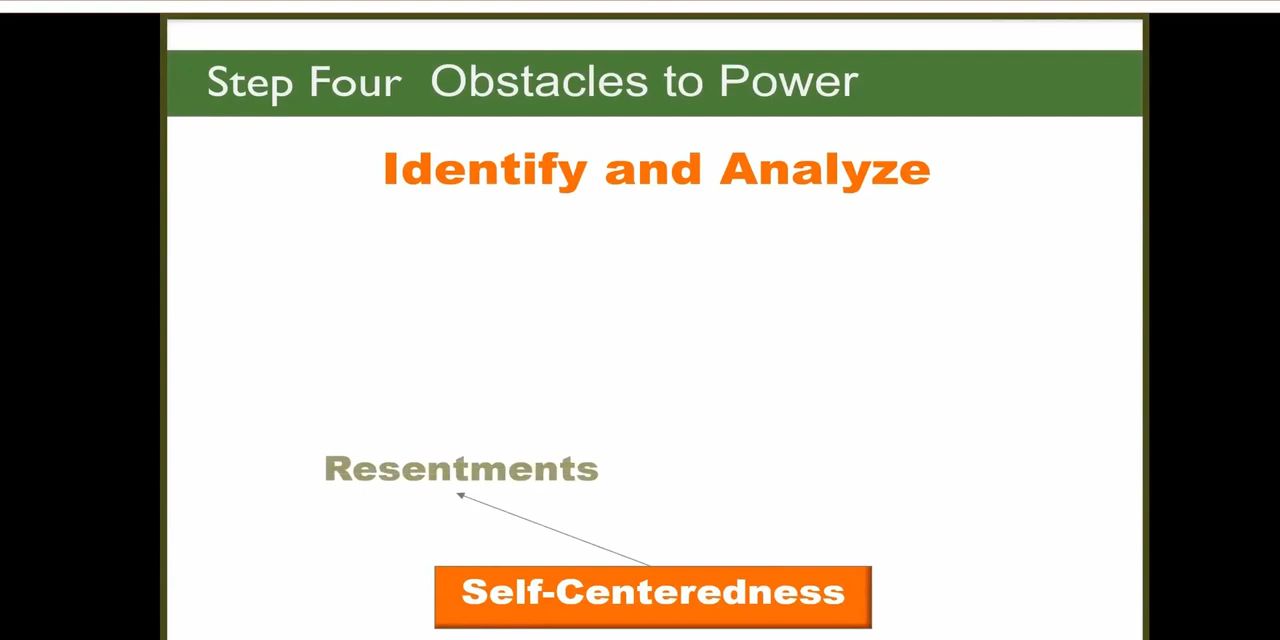 Step Four Obstacles to Power
Identify and Analyze
Resentments
Self-Centeredness